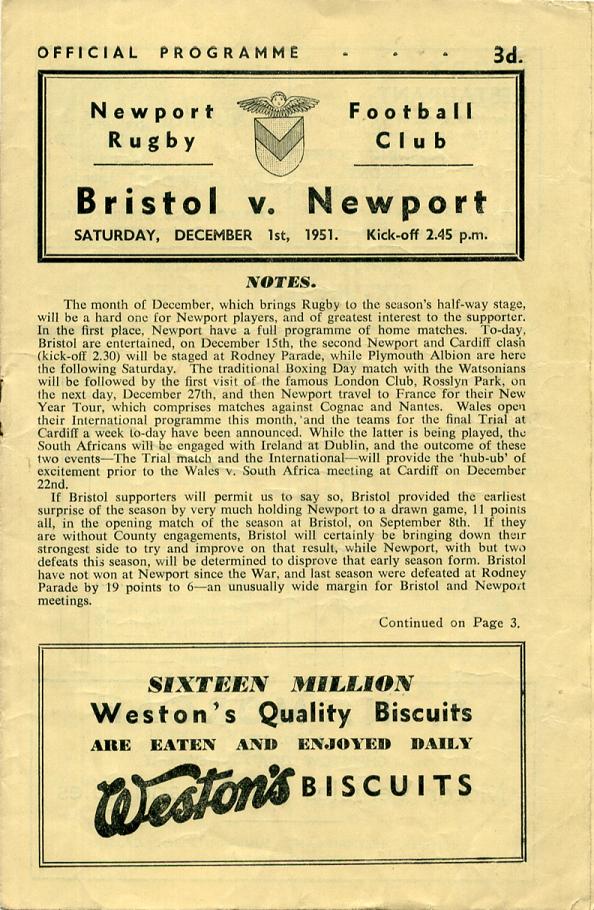 OFFICIAL PROGRAMME - - - 3d.
Newport Football
Rugby Club
Bristol v. Newport
SATURDAY, DECEMBER 1st, 1951. Kick-off 2.45 p.m.
NOTES.
The month of December, which brings Rugby to the season's half-way stage,
will be a hard one for Newport players, and of greatest interest to the supporter.
In the first place, Newport have a full programme of home matches. To-day,
Bristol are entertained, on December 15th, the second Newport and Cardiff clash
(kick-off 2.30) will be staged at Rodney Parade, while Plymouth Albion are here
the following Saturday. The traditional Boxing Day match with the Watsonians
will be followed by the first visit of the famous London Club, Rosslyn Park, on
the next day, December 27th, and then Newport travel to France for their New
Year Tour, which comprises matches against Cognac and Nantes. Wales open
their International programme this month, and the teams for the final Trial at
Cardiff a week to-day have been announced. While the latter is being played, the
South Africans will be engaged with Ireland at Dublin, and the outcome of these
two events—The Trial match and the International—will provide the 'hub-ub' of
excitement prior to the Wales v. South Africa meeting at Cardiff on December
22nd.
If Bristol supporters will permit us to say so, Bristol provided the earliest
surprise of the season by very much holding Newport to a drawn game, 11 points
all, in the opening match of the season at Bristol, on September 8th. If they
are without County engagements, Bristol will certainly be bringing down their
strongest side to try and improve on that result, while Newport, with but two
defeats this season, will be determined to disprove that early season form. Bristol
have not won at Newport since the War, and last season were defeated at Rodney
Parade by 19 points to 6—an unusually wide margin for Bristol and Newport
meetings.
Continued on Page 3.
SIXTEEN MILLION
Weston's Quality Biscuits
ARE EATEN AND ENJOYED DAILY
Weston's BISCUITS